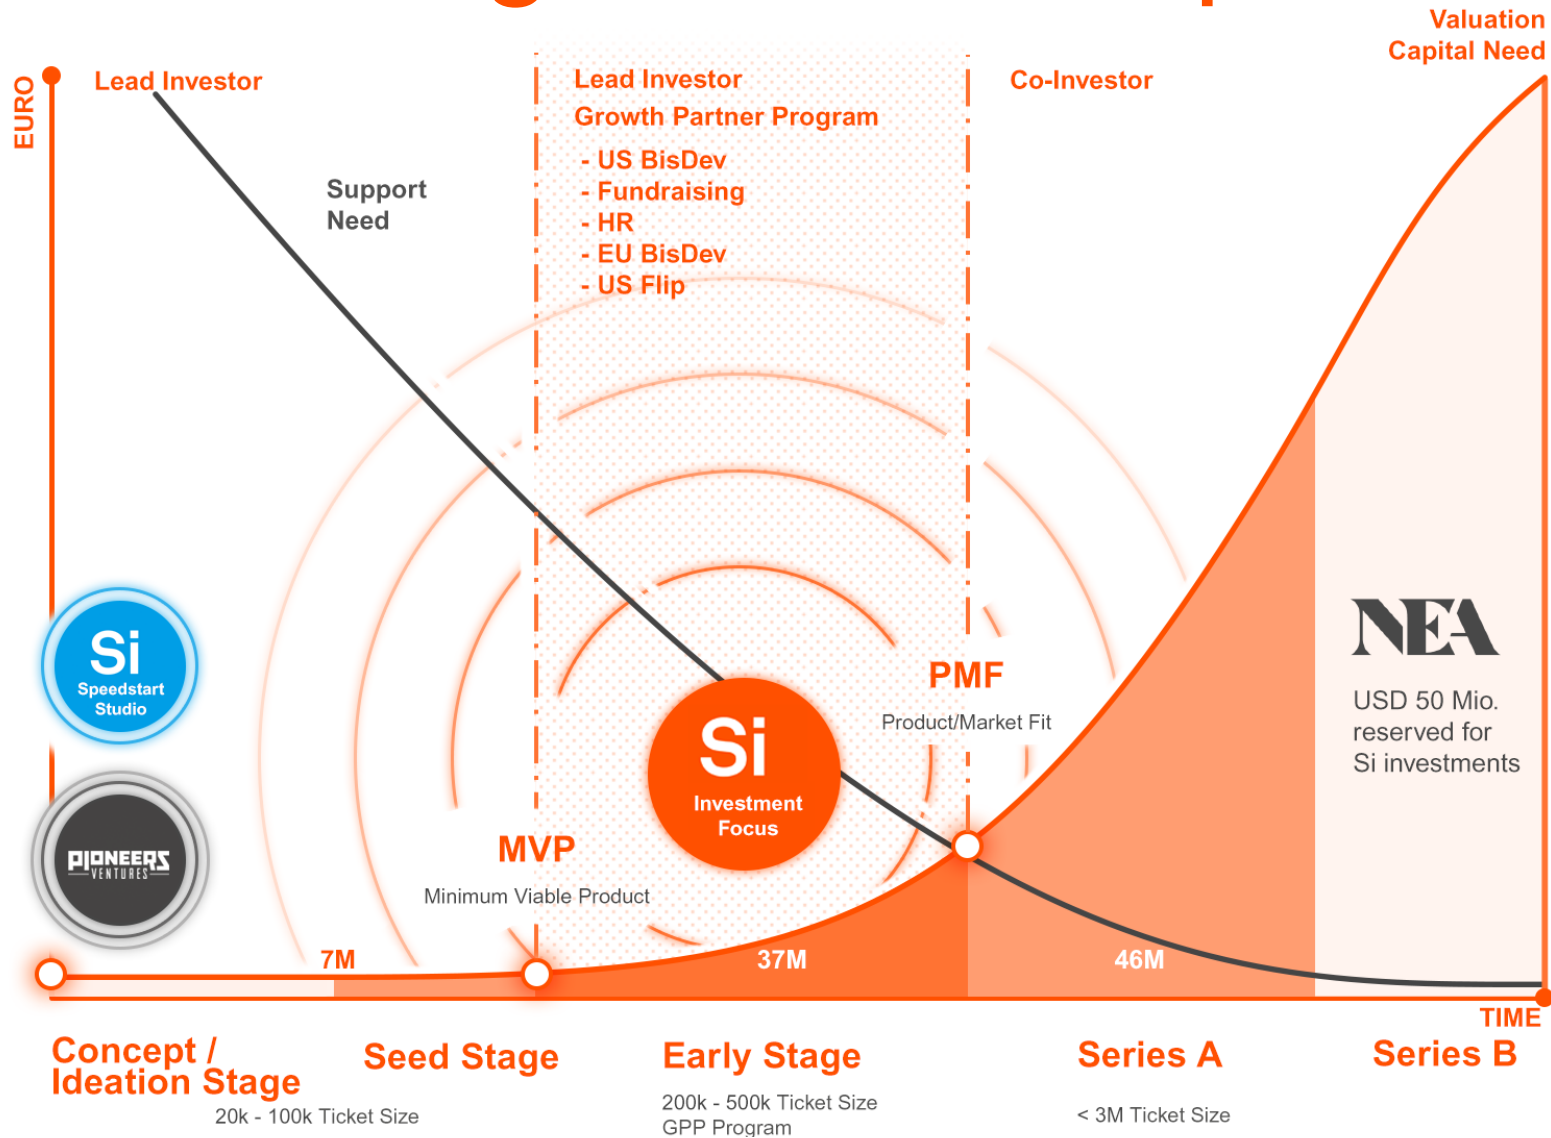 Valuation
Capital Need
EURO
Lead Investor
Lead Investor
Growth Partner Program
- US BisDev
- Fundraising
- HR
- EU BisDev
- US Flip
Co-Investor
Support
Need
Si
Speedstart
Studio
PIONEERS
VENTURES
Si
Investment
Focus
PMF
Product/Market Fit
MVP
Minimum Viable Product
NEA
USD 50 Mio.
reserved for
Si investments
7M
37M
46M
TIME
Concept /
Ideation Stage
Seed Stage
Early Stage
Series A
Series B
20k - 100k Ticket Size
200k - 500k Ticket Size
GPP Program
< 3M Ticket Size